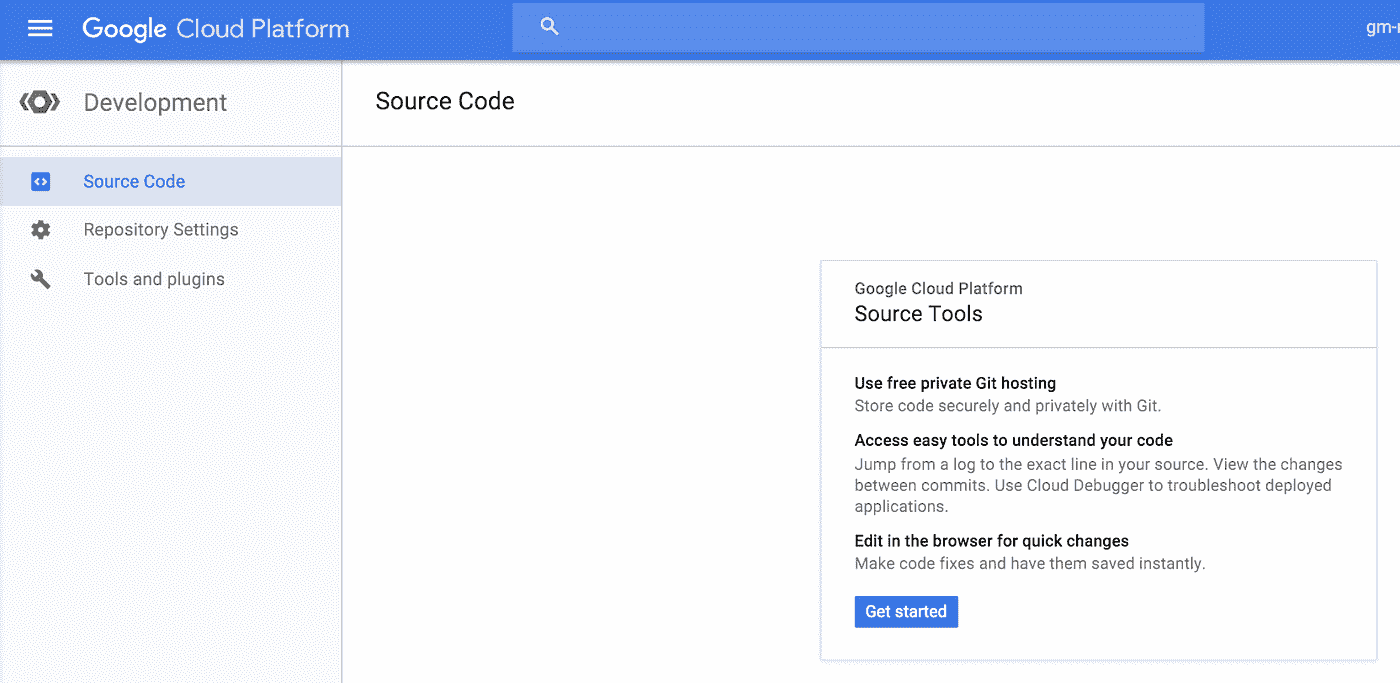 Google Cloud Platform
gm-
Development
Source Code
Source Code
Repository Settings
Tools and plugins
Google Cloud Platform
Source Tools
Use free private Git hosting
Store code securely and privately with Git.
Access easy tools to understand your code
Jump from a log to the exact line in your source. View the changes
between commits. Use Cloud Debugger to troubleshoot deployed
applications.
Edit in the browser for quick changes
Make code fixes and have them saved instantly.
Get started